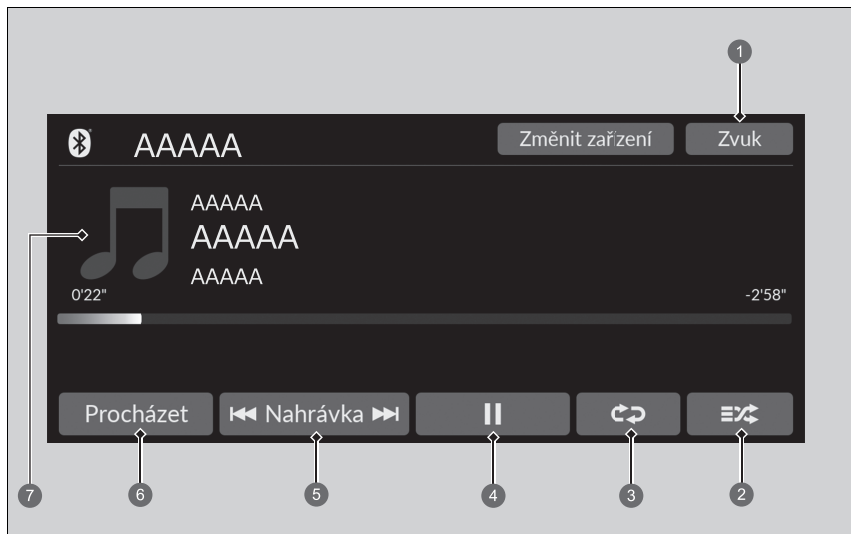 1
AAAAA
Změnit zařízení
Zvuk
AAAAA
AAAAA
AAAAA
7
0'22"
-2'58"
Procházet
Nahrávka
6
5
4
3
2